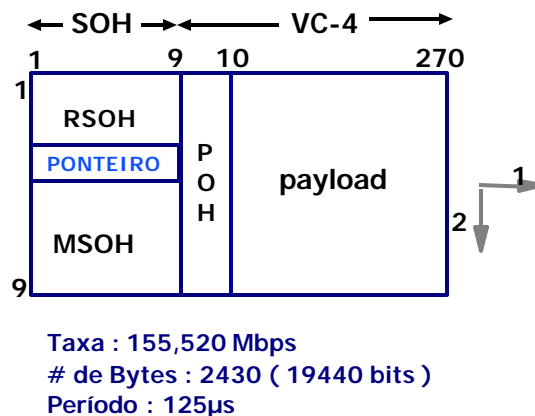 SOH VC-4
1 9 10 270
1
RSOH
PONTEIRO
MSOH
9
P
O
H
payload
1
2
Taxa : 155,520 Mbps
# de Bytes : 2430 ( 19440 bits )
Período : 125µs